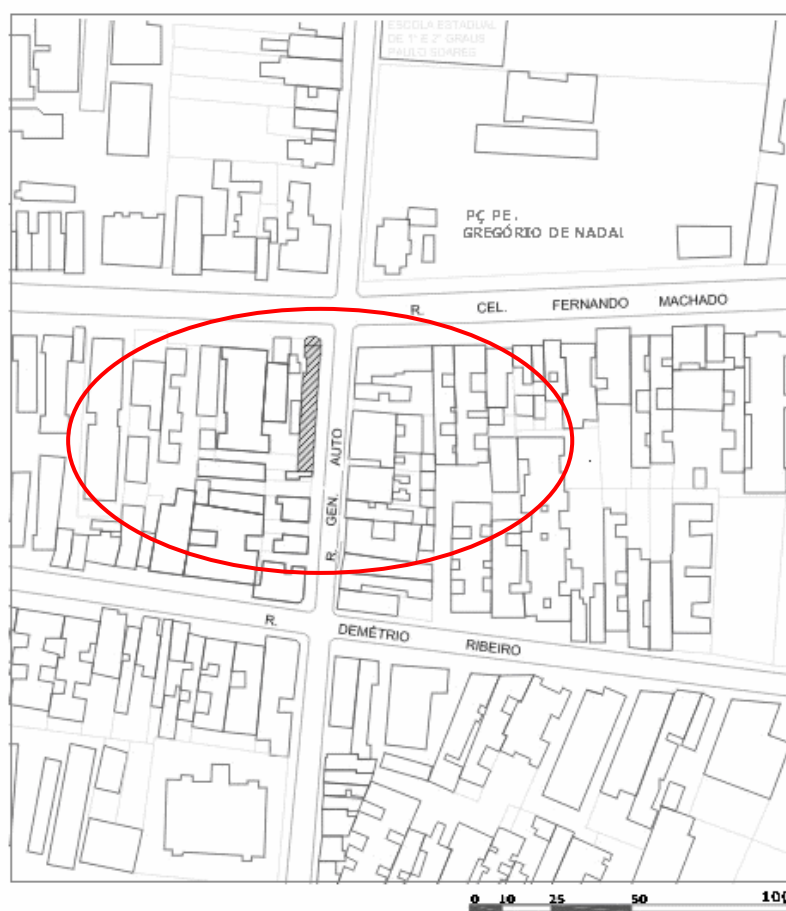 ESCOLA ESTADUAL
DE 1º E 2º GRAUS
PAULO SOARES
PÇ PE.
GREGÓRIO DE NADAL
R. CEL. FERNANDO MACHADO
R. GEN. AUTO
R. DEMÉTRIO RIBEIRO
0 10 25 50 100